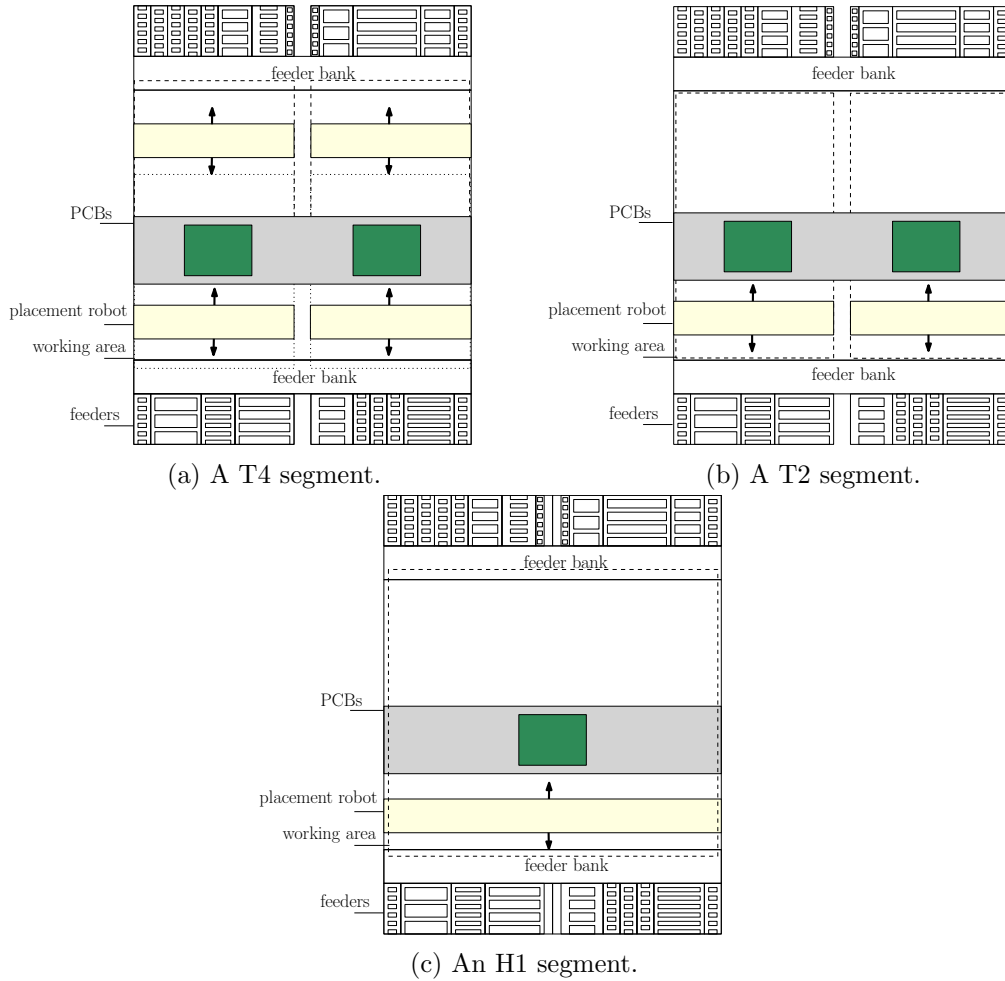 feeder bank
feeder bank
PCBs
PCBs
placement robot
placement robot
working area
working area
feeder bank
feeder bank
feeders
feeders
(a) A T4 segment.
(b) A T2 segment.
feeder bank
PCBs
placement robot
working area
feeder bank
feeders
(c) An H1 segment.